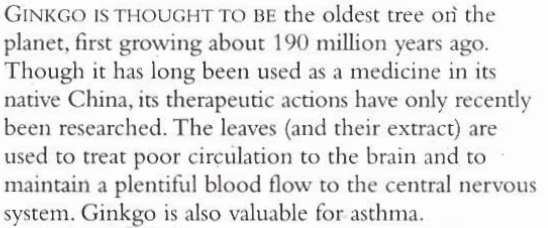 GINKGO IS THOUGHT TO BE the oldest tree on the
planet, first growing about 190 million years ago.
Though it has long been used as a medicine in its
native China, its therapeutic actions have only recently
been researched. The leaves (and their extract) are
used to treat poor circulation to the brain and to
maintain a plentiful blood flow to the central nervous
system. Ginkgo is also valuable for asthma.